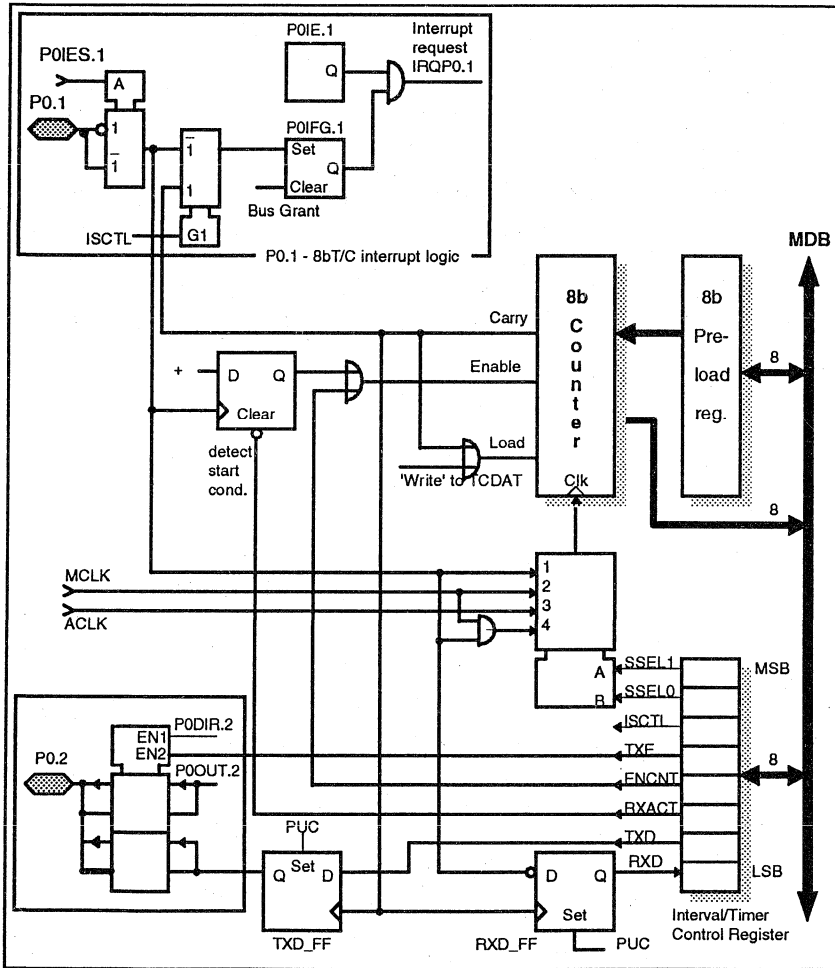 P0IES.1
A
P0.1
1
1
P0IE.1
Q
Interrupt
request
IRQP0.1
P0IFG.1
Set
Q
Clear
Bus Grant
1
1
ISCTL
G1
P0.1 - 8bT/C interrupt logic
MDB
8b
Counter
8b
Pre-
load
reg.
8
Carry
+
D
Q
Clear
Enable
detect
start
cond.
Load
'Write' to TCDAT
Clk
8
MCLK
ACLK
1
2
3
4
A
B
SSEL1
SSEL0
ISCTL
TXE
ENCNT
RXACT
TXD
RXD
MSB
8
LSB
EN1
EN2
P0DIR.2
P0.2
P0OUT.2
PUC
Set
Q
D
TXD_FF
D
Q
Set
RXD_FF
PUC
Interval/Timer
Control Register